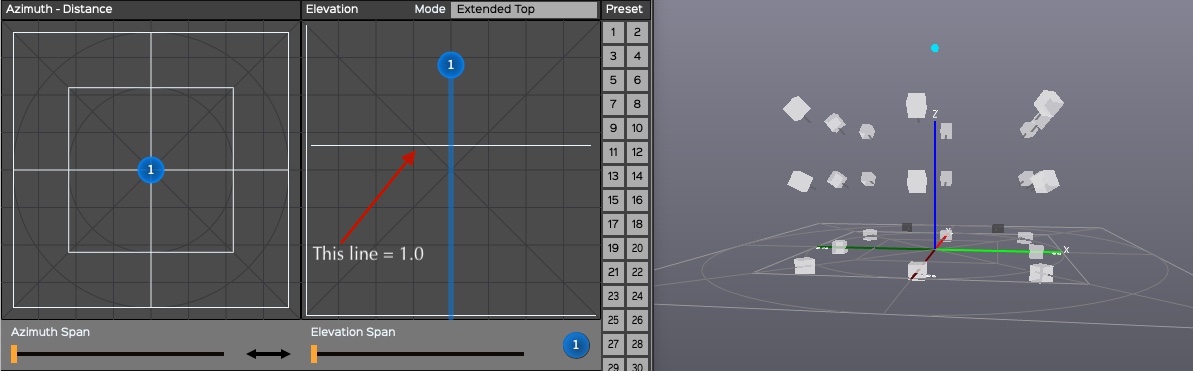 Azimuth - Distance
Elevation
Mode
Extended Top
Preset
1
1
1 2
3 4
5 6
7 8
9 10
11 12
13 14
15 16
17 18
19 20
21 22
23 24
25 26
27 28
29 30
This line = 1.0
Azimuth Span
Elevation Span
1
Z
X